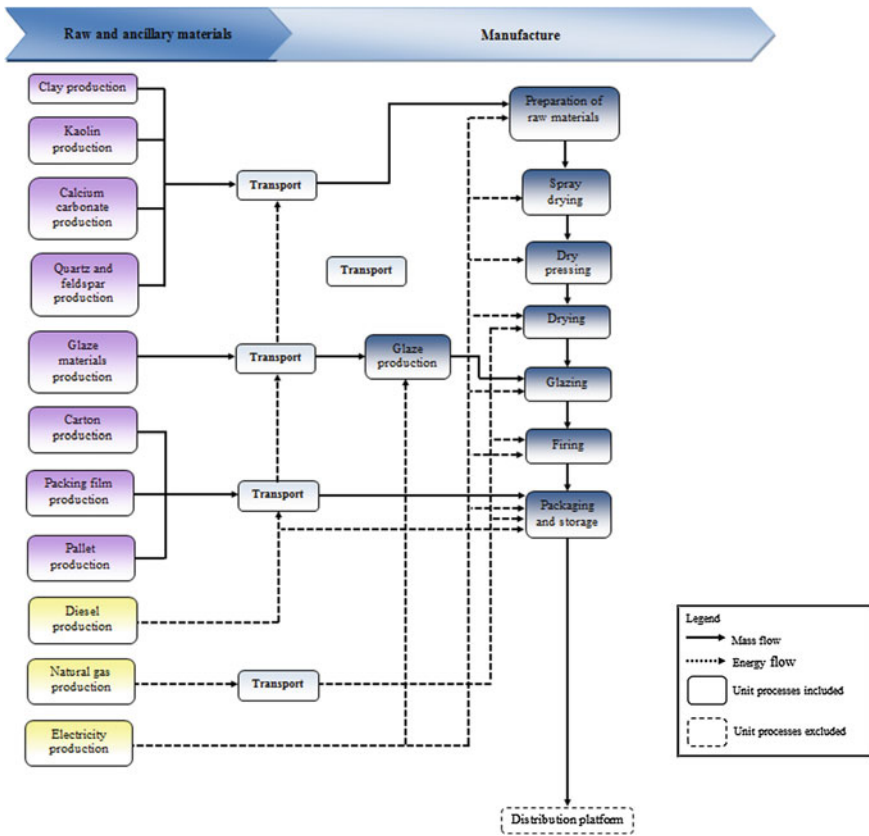 Raw and ancillary materials
Manufacture
Clay production
Kaolin
production
Calcium
carbonate
production
Quartz and
feldspar
production
Glaze
materials
production
Carton
production
Packing film
production
Pallet
production
Diesel
production
Natural gas
production
Electricity
production
Transport
Transport
Transport
Transport
Transport
Glaze
production
Preparation of
raw materials
Spray
drying
Dry
pressing
Drying
Glazing
Firing
Packaging
and storage
Distribution platform
Legend
Mass flow
Energy flow
Unit processes included
Unit processes excluded